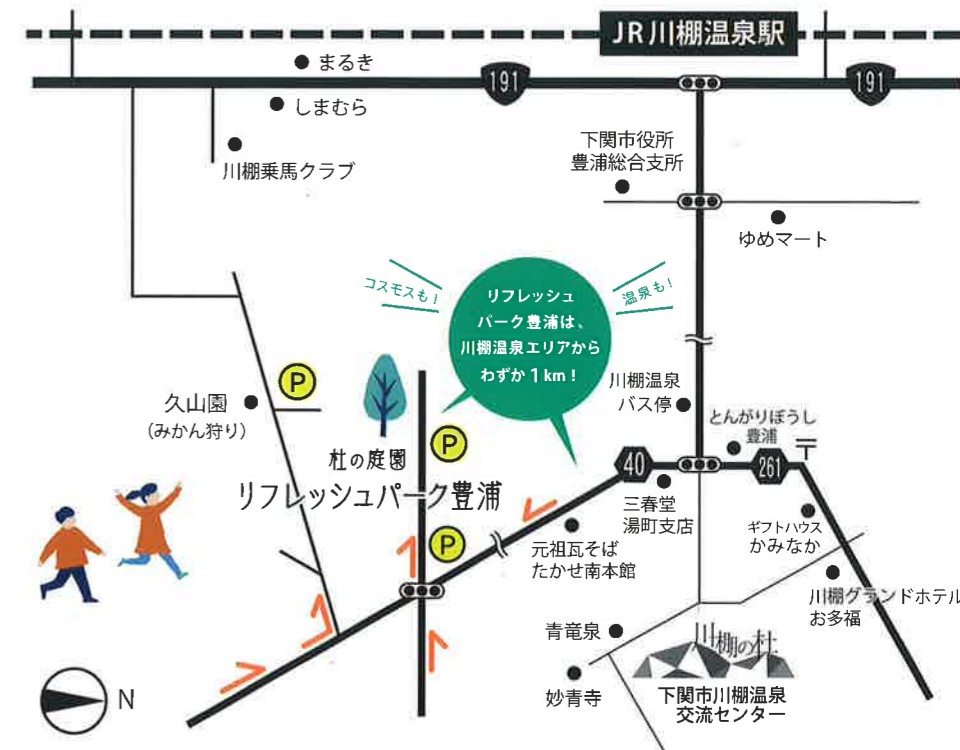 JR川棚温泉駅
まるき
191
191
しまむら
川棚乗馬クラブ
下関市役所
豊浦総合支所
ゆめマート
コスモスも!
リフレッシュ
パーク豊浦は、
川棚温泉エリアから
わずか1km!
温泉も!
P
久山園
(みかん狩り)
川棚温泉
バス停
とんがりぼうし
豊浦
〒
P
杜の庭園
リフレッシュパーク豊浦
40
261
三春堂
湯町支店
ギフトハウス
かみなか
P
元祖瓦そば
たかせ南本館
川棚グランドホテル
お多福
青竜泉
川棚の杜
妙青寺
下関市川棚温泉
交流センター
N